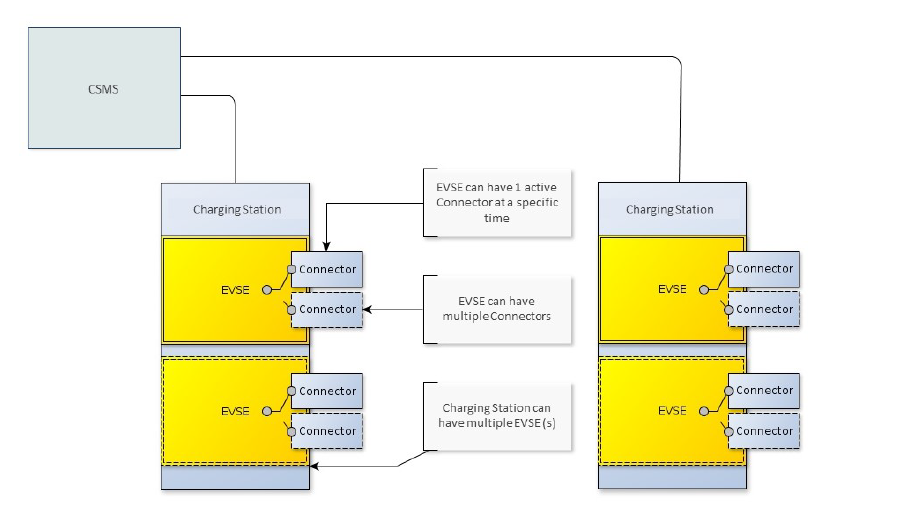 CSMS
EVSE can have 1 active
Connector at a specific
time
Charging Station
Charging Station
Connector
Connector
EVSE
EVSE
EVSE can have
multiple Connectors
Connector
Connector
Connector
Connector
EVSE
EVSE
Charging Station can
have multiple EVSE(s)
Connector
Connector